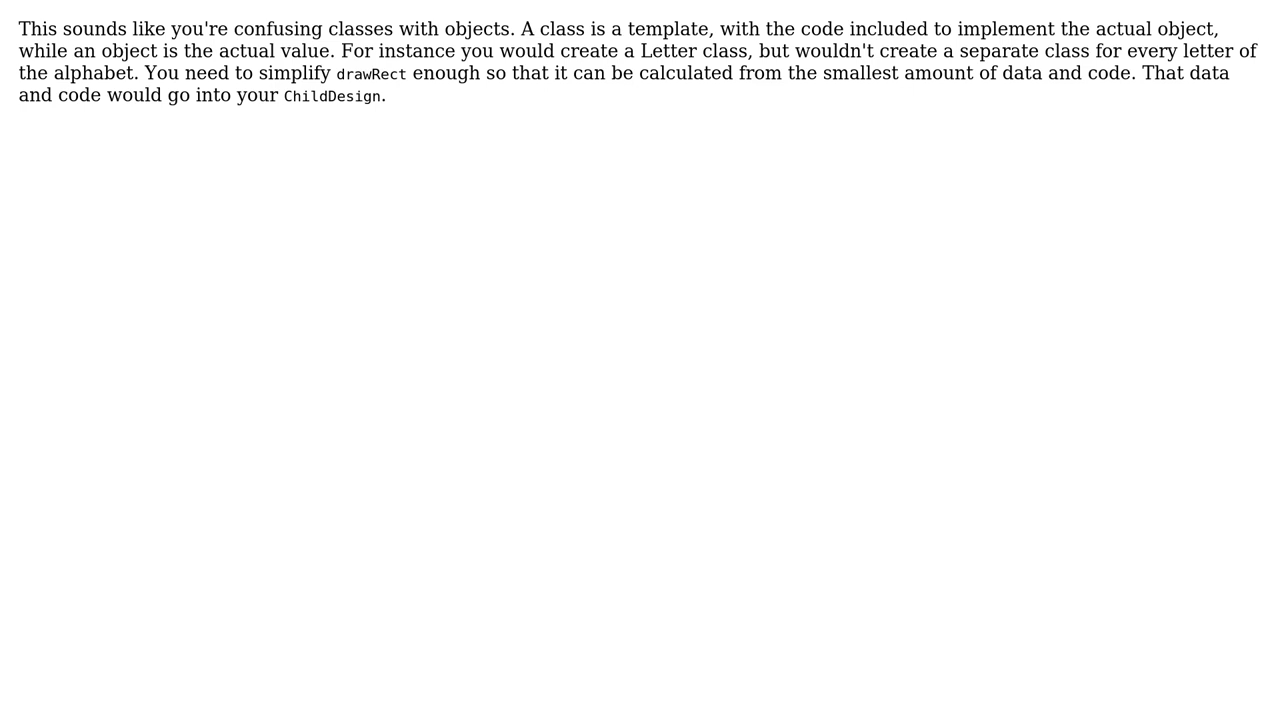 This sounds like you're confusing classes with objects. A class is a template, with the code included to implement the actual object,
while an object is the actual value. For instance you would create a Letter class, but wouldn't create a separate class for every letter of
the alphabet. You need to simplify drawRect enough so that it can be calculated from the smallest amount of data and code. That data
and code would go into your ChildDesign.